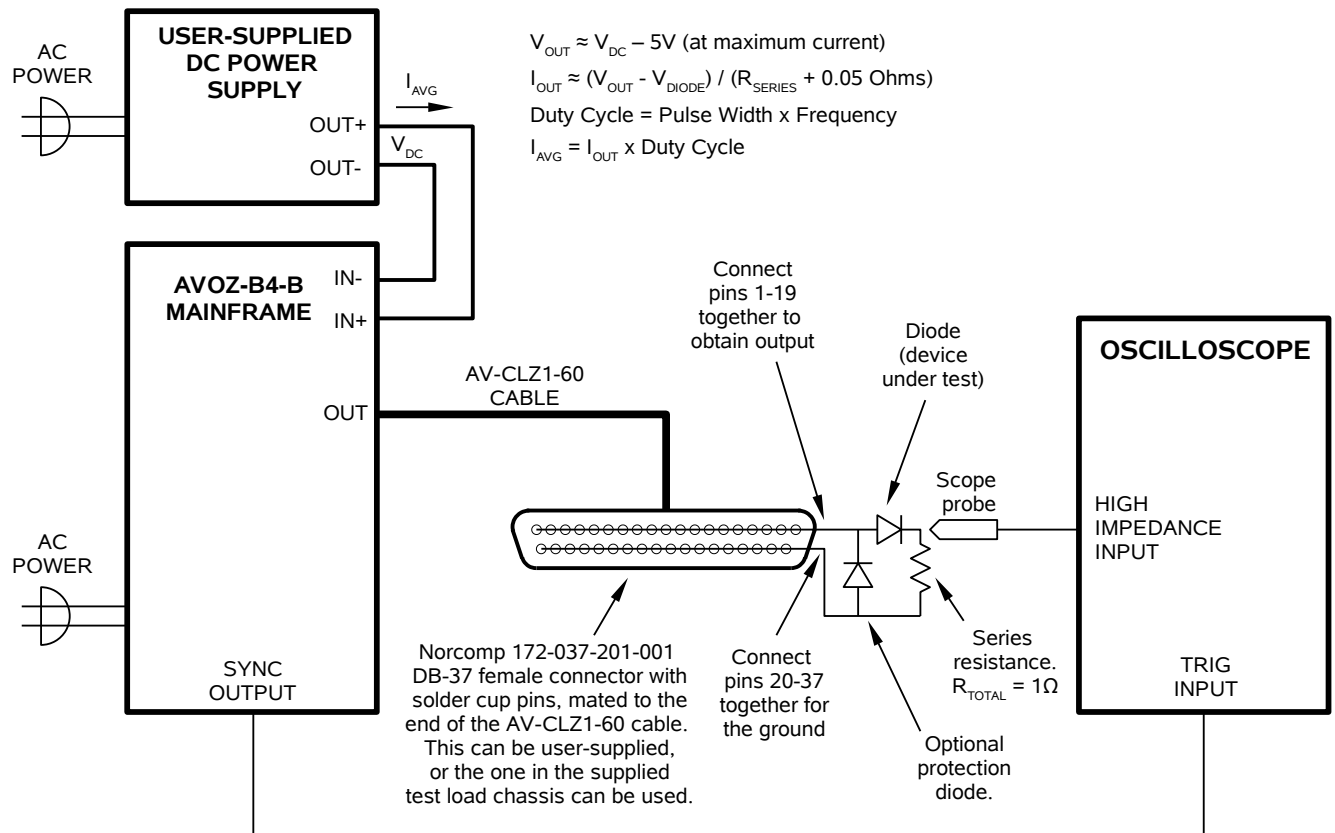 AC
POWER
USER-SUPPLIED
DC POWER
SUPPLY
OUT+
OUT-
I_AVG
V_DC
V_OUT ≈ V_DC – 5V (at maximum current)
I_OUT ≈ (V_OUT - V_DIODE) / (R_SERIES + 0.05 Ohms)
Duty Cycle = Pulse Width x Frequency
I_AVG = I_OUT x Duty Cycle
AVOZ-B4-B
MAINFRAME
IN-
IN+
OUT
AC
POWER
SYNC
OUTPUT
AV-CLZ1-60
CABLE
Connect
pins 1-19
together to
obtain output
Diode
(device
under test)
Scope
probe
OSCILLOSCOPE
HIGH
IMPEDANCE
INPUT
TRIG
INPUT
Norcomp 172-037-201-001
DB-37 female connector with
solder cup pins, mated to the
end of the AV-CLZ1-60 cable.
This can be user-supplied,
or the one in the supplied
test load chassis can be used.
Connect
pins 20-37
together for
the ground
Series
resistance.
R_TOTAL = 1Ω
Optional
protection
diode.